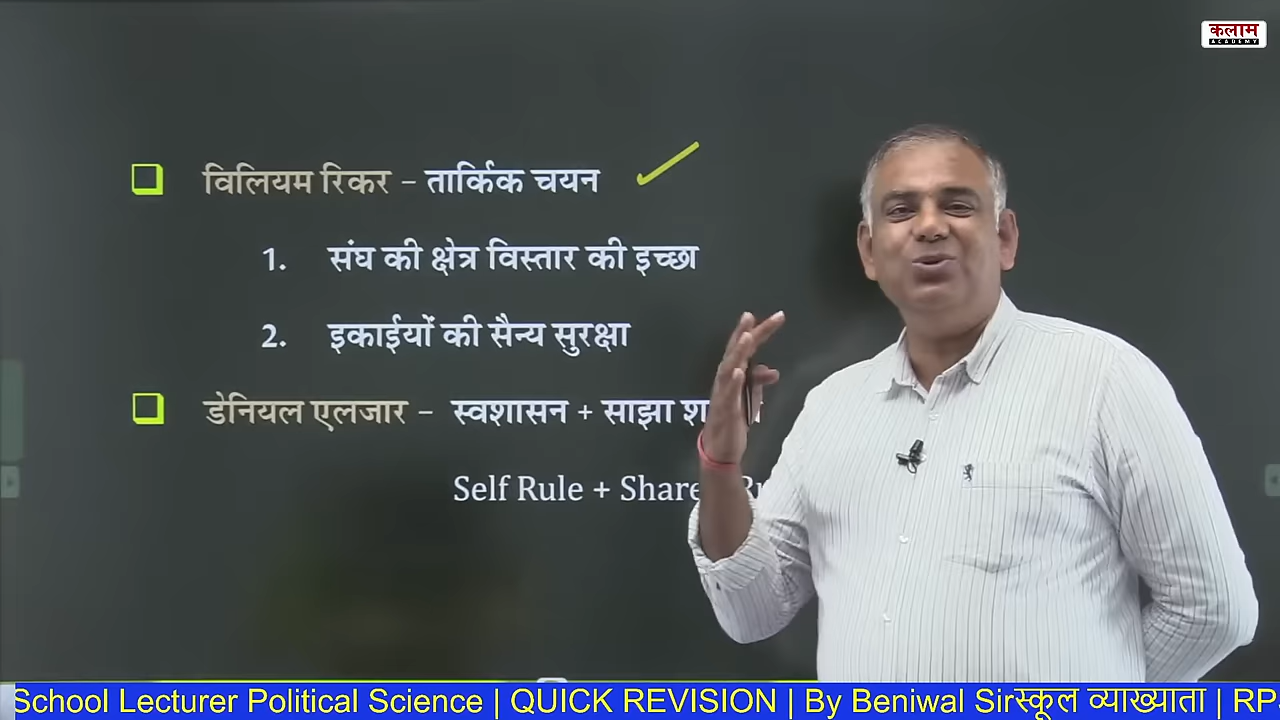 कलाम
ACADEMY
विलियम रिकर – तार्किक चयन
1. संघ की क्षेत्र विस्तार की इच्छा
2. इकाईयों की सैन्य सुरक्षा
डेनियल एलजार – स्वशासन + साझा
Self Rule + Share
School Lecturer Political Science | QUICK REVISION | By Beniwal Sirस्कूल व्याख्याता |